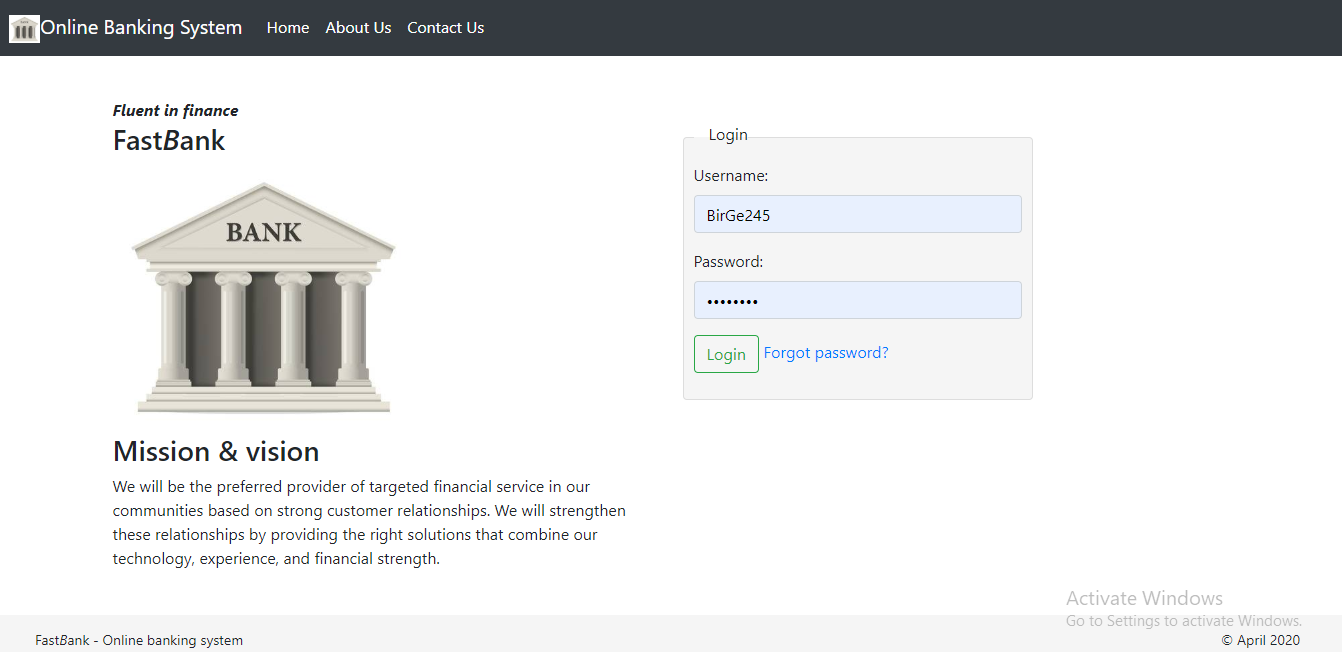 Online Banking System Home About Us Contact Us
Fluent in finance
FastBank
BANK
Mission & vision
We will be the preferred provider of targeted financial service in our
communities based on strong customer relationships. We will strengthen
these relationships by providing the right solutions that combine our
technology, experience, and financial strength.
Login
Username:
BirGe245
Password:
••••••••
Login Forgot password?
Activate Windows
Go to Settings to activate Windows.
FastBank - Online banking system
© April 2020